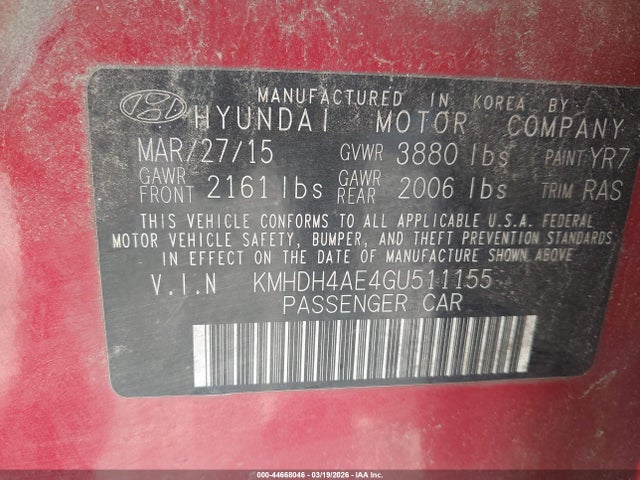 MANUFACTURED IN KOREA BY
HYUNDAI MOTOR COMPANY
MAR/27/15 GVWR 3880 lbs PAINT YR7
GAWR FRONT 2161 lbs GAWR REAR 2006 lbs TRIM RAS
THIS VEHICLE CONFORMS TO ALL APPLICABLE U.S.A. FEDERAL
MOTOR VEHICLE SAFETY, BUMPER, AND THEFT PREVENTION STANDARDS
IN EFFECT ON THE DATE OF MANUFACTURE SHOWN ABOVE.
V.I.N KMHDH4AE4GU511155
PASSENGER CAR
000-44668046 | 03/19/2026 | IAA Inc.